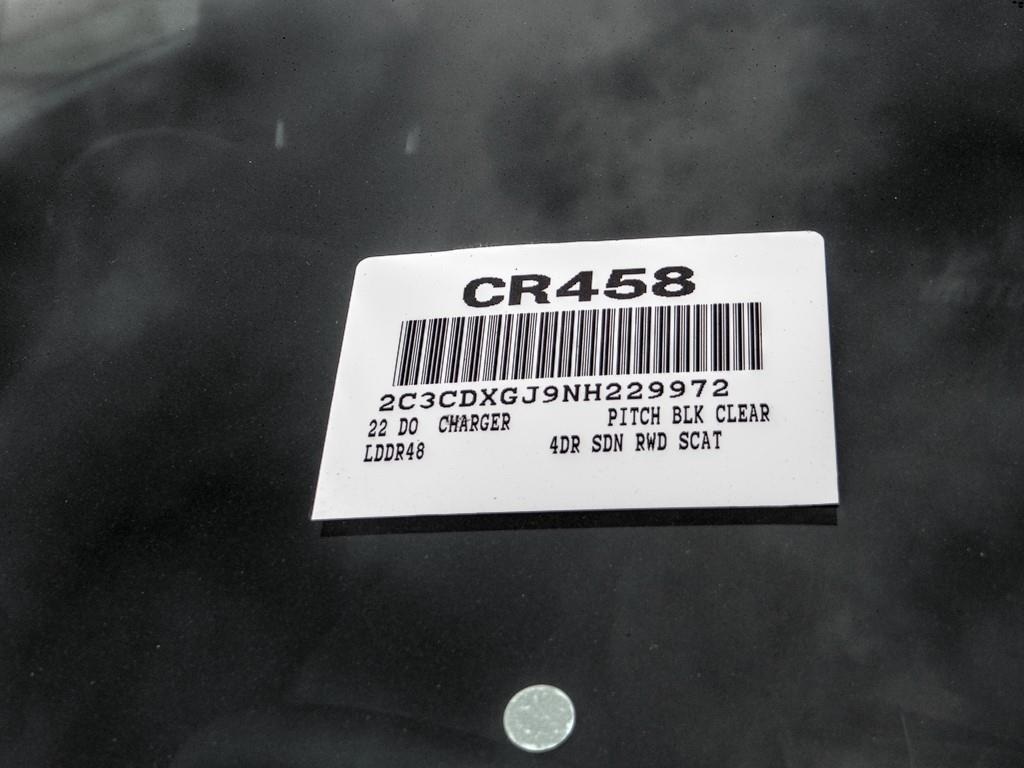 CR458
2C3CDXGJ9NH229972
22 DO CHARGER PITCH BLK CLEAR
LDDR48 4DR SDN RWD SCAT